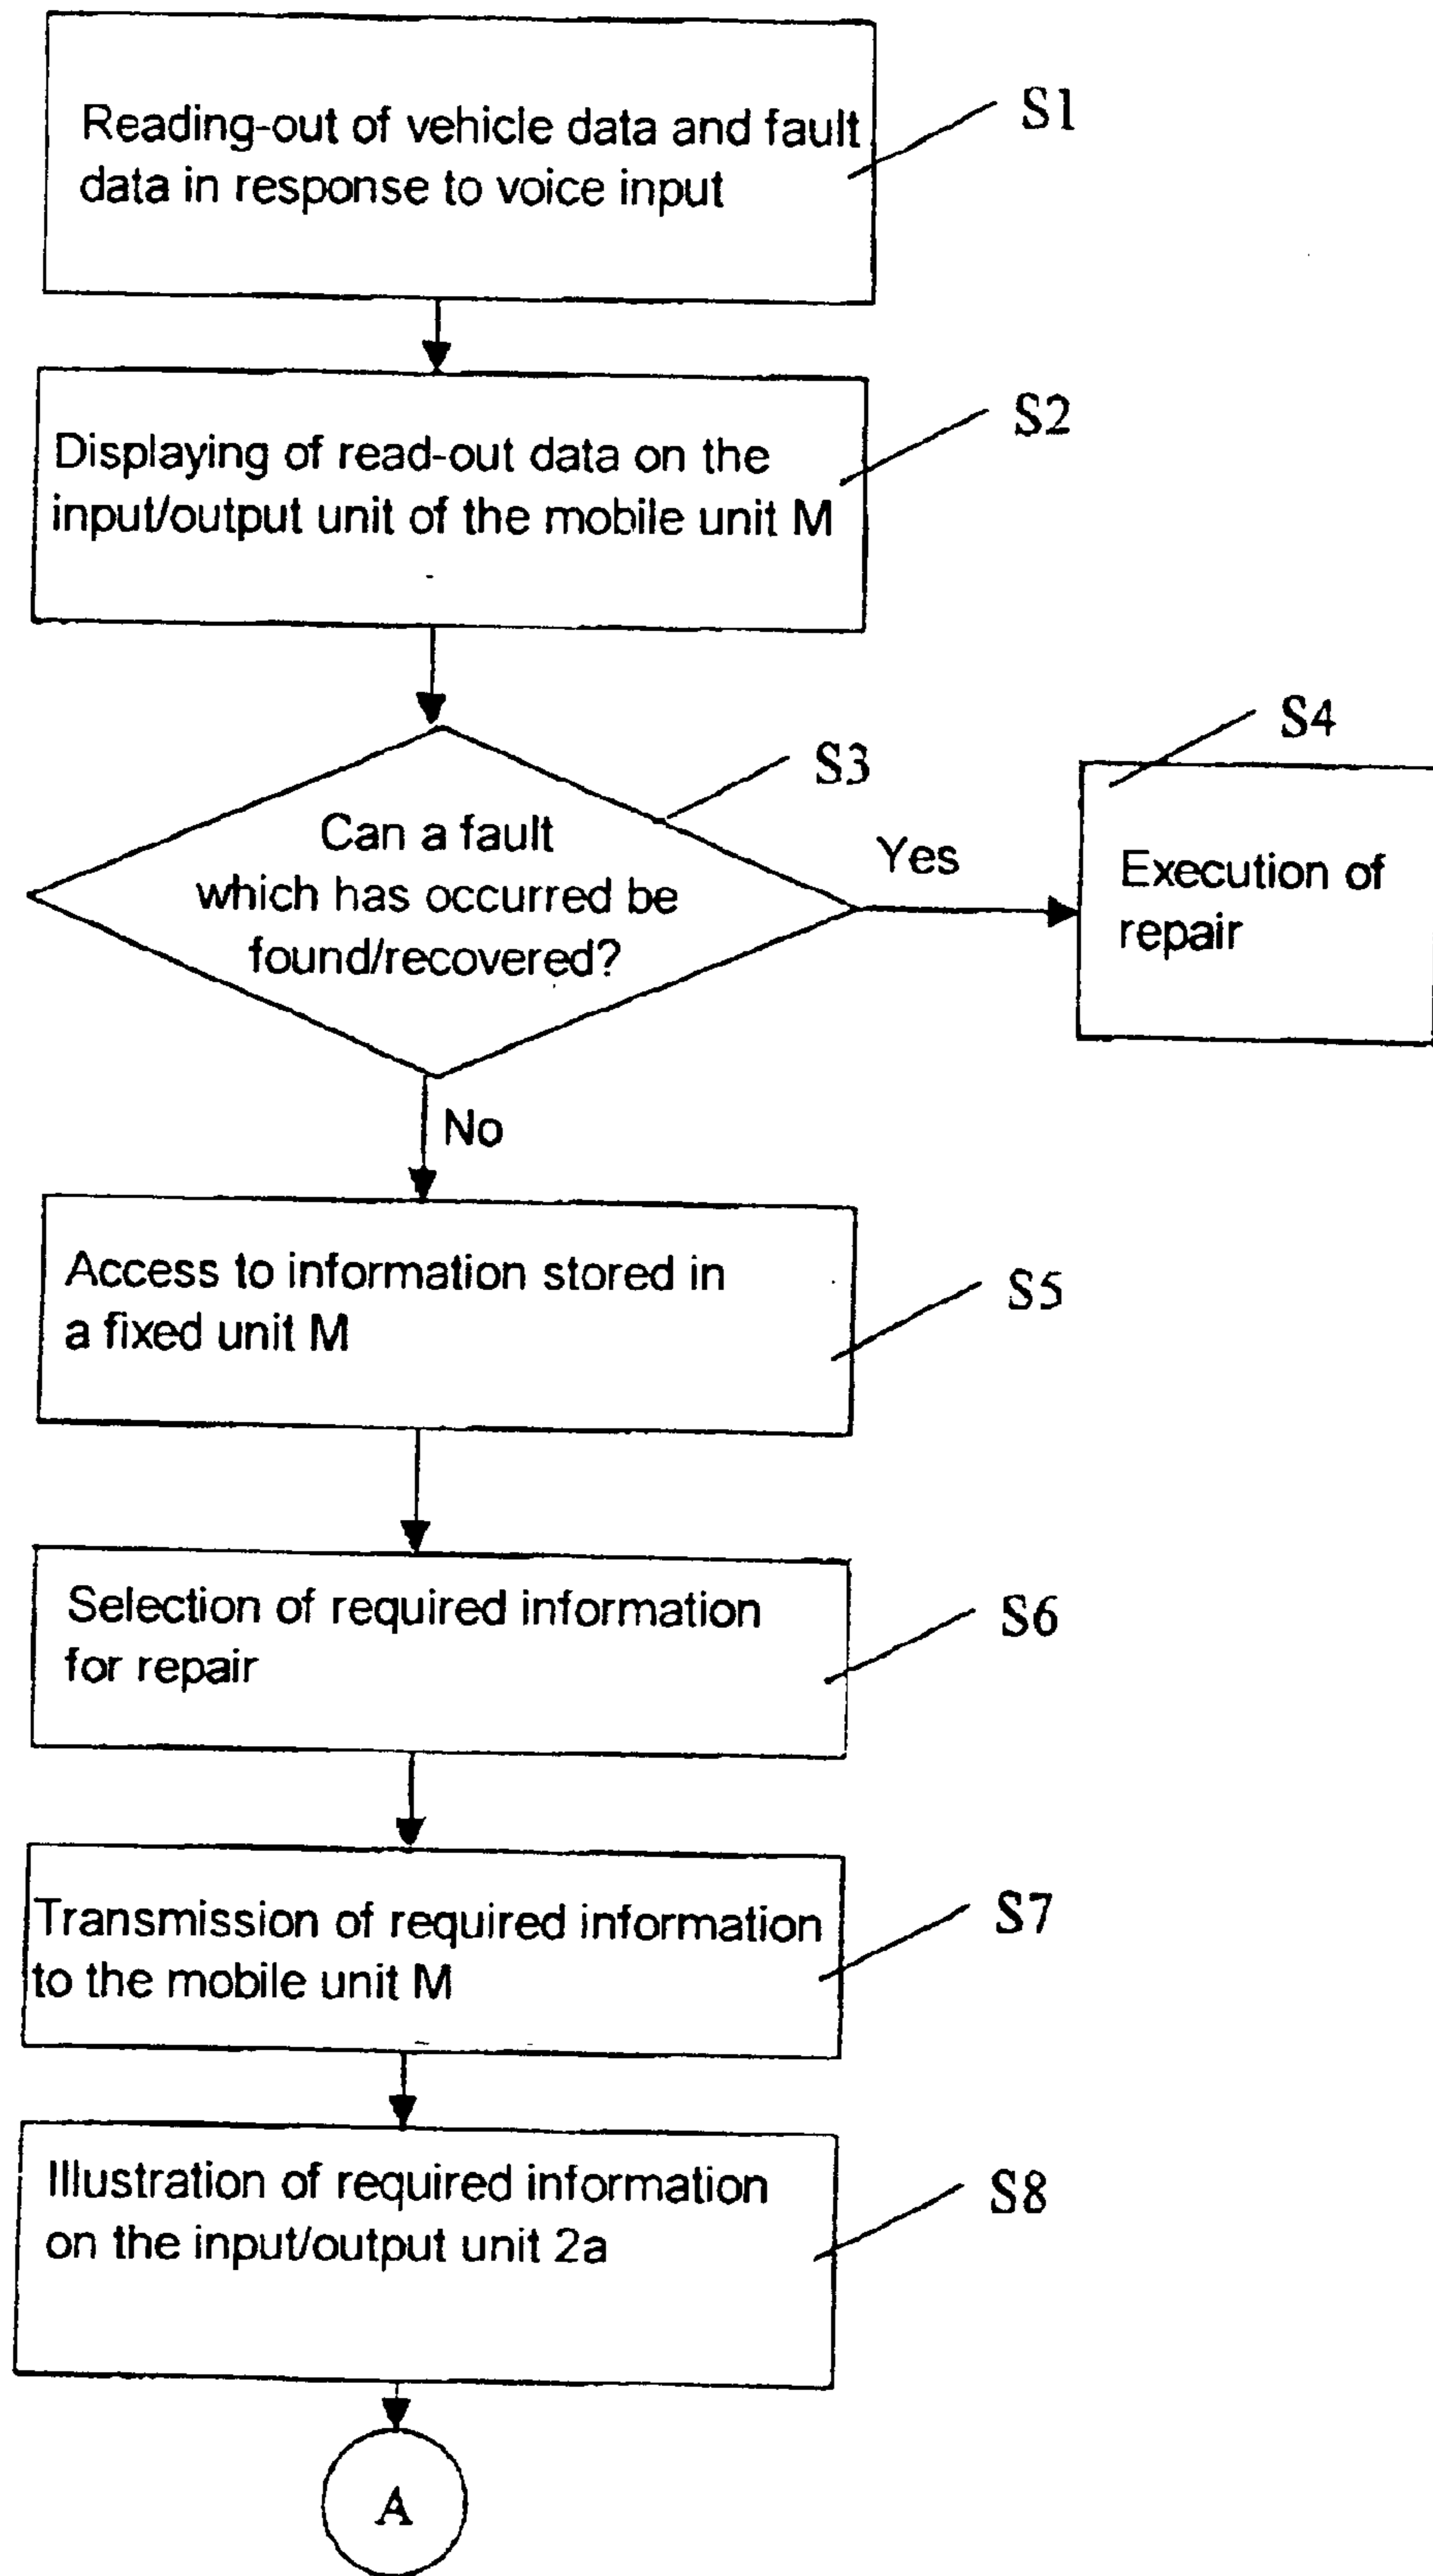 Reading-out of vehicle data and fault
data in response to voice input
S1
Displaying of read-out data on the
input/output unit of the mobile unit M
S2
Can a fault
which has occurred be
found/recovered?
S3
Yes
S4
Execution of
repair
No
Access to information stored in
a fixed unit M
S5
Selection of required information
for repair
S6
Transmission of required information
to the mobile unit M
S7
Illustration of required information
on the input/output unit 2a
S8
A